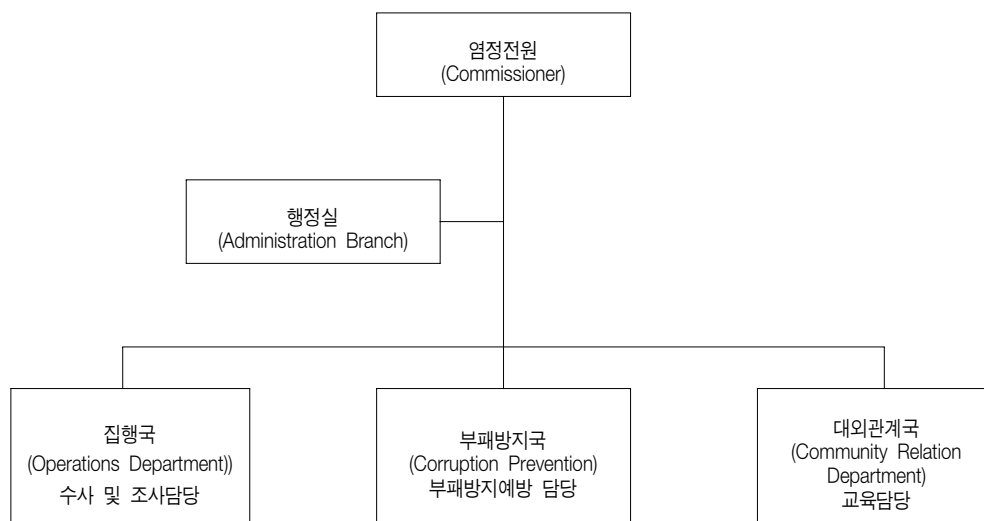 염정전원
(Commissioner)
행정실
(Administration Branch)
집행국
(Operations Department))
수사 및 조사담당
부패방지국
(Corruption Prevention)
부패방지예방 담당
대외관계국
(Community Relation
Department)
교육담당